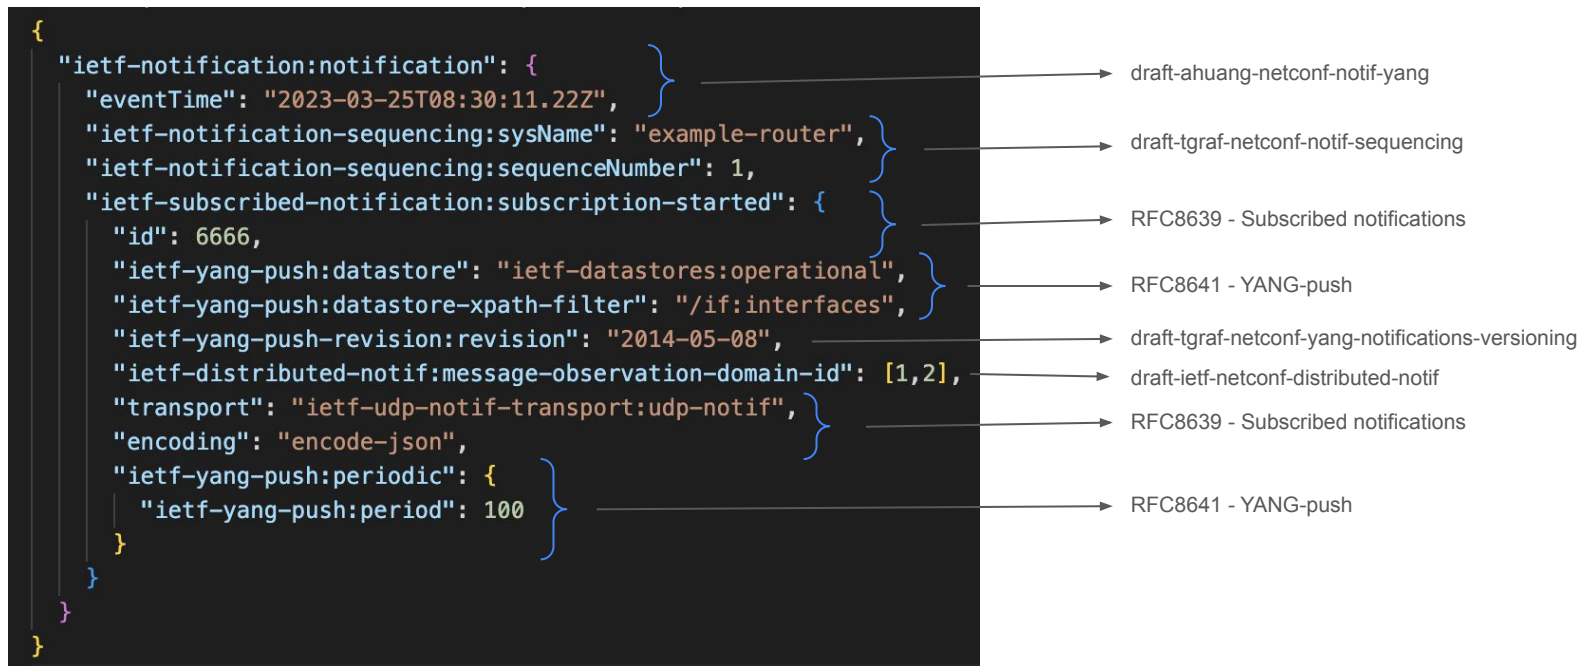 {
"ietf-notification:notification": {
draft-ahuang-netconf-notif-yang
"eventTime": "2023-03-25T08:30:11.22Z",
"ietf-notification-sequencing:sysName": "example-router",
draft-tgraf-netconf-notif-sequencing
"ietf-notification-sequencing:sequenceNumber": 1,
"ietf-subscribed-notification:subscription-started": {
RFC8639 - Subscribed notifications
"id": 6666,
"ietf-yang-push:datastore": "ietf-datastores:operational",
RFC8641 - YANG-push
"ietf-yang-push:datastore-xpath-filter": "/if:interfaces",
"ietf-yang-push-revision:revision": "2014-05-08",
draft-tgraf-netconf-yang-notifications-versioning
"ietf-distributed-notif:message-observation-domain-id": [1,2],
draft-ietf-netconf-distributed-notif
"transport": "ietf-udp-notif-transport:udp-notif",
RFC8639 - Subscribed notifications
"encoding": "encode-json",
"ietf-yang-push:periodic": {
"ietf-yang-push:period": 100
RFC8641 - YANG-push
}
}
}
}